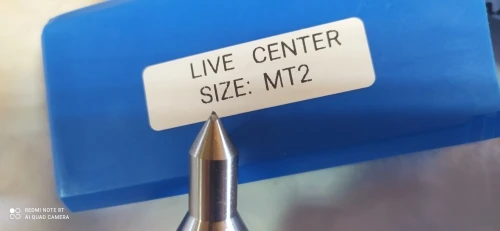 LIVE CENTER
SIZE: MT2
REDMI NOTE 8T
AI QUAD CAMERA